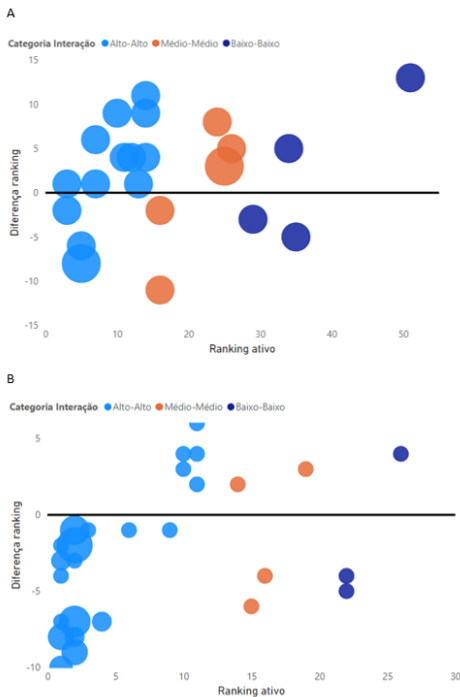 A
Categoria Interação Alto-Alto Médio-Médio Baixo-Baixo
15
10
5
0
-5
-10
-15
Diferença ranking
0 10 20 30 40 50
Ranking ativo
B
Categoria Interação Alto-Alto Médio-Médio Baixo-Baixo
5
0
-5
-10
Diferença ranking
0 5 10 15 20 25 30
Ranking ativo